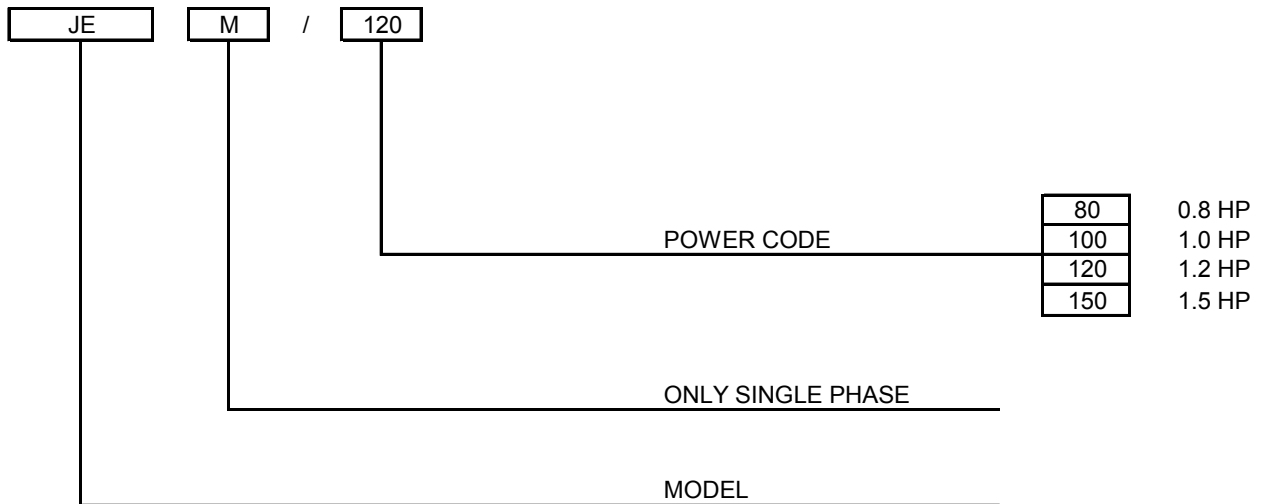 JE M / 120
80 0.8 HP
POWER CODE 100 1.0 HP
120 1.2 HP
150 1.5 HP
ONLY SINGLE PHASE
MODEL